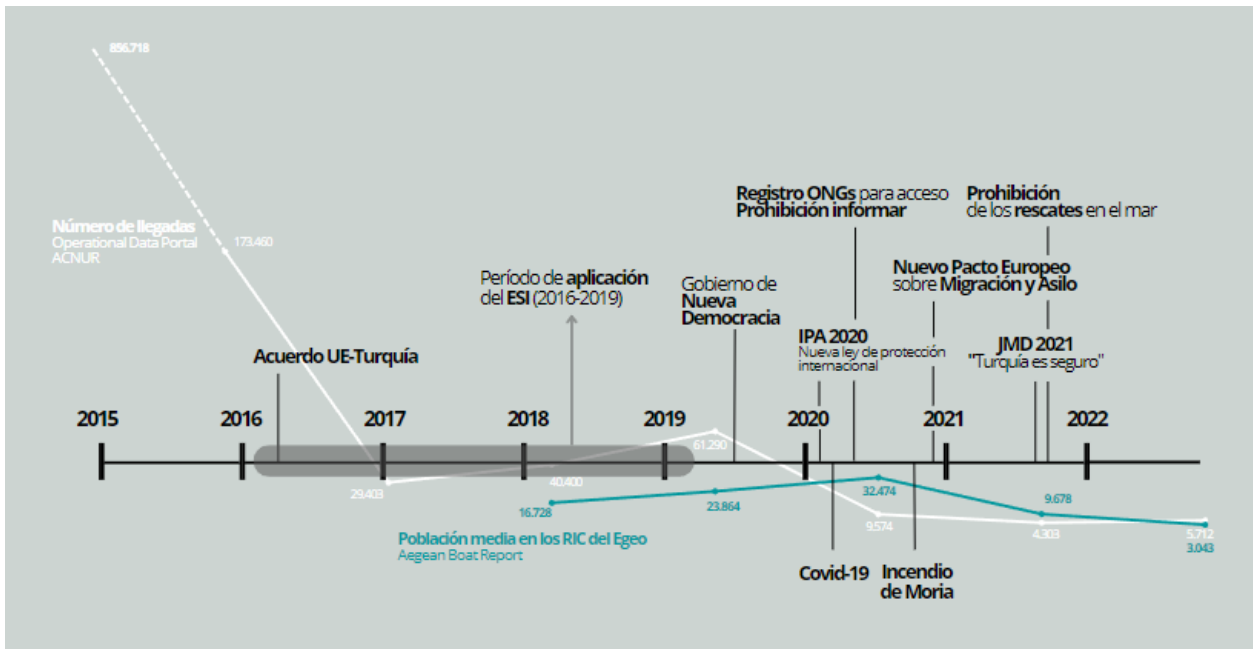 856.718
Número de llegadas
Operational Data Portal
ACNUR
173.460
Registro ONGs para acceso
Prohibición informar
Prohibición
de los rescates en el mar
Período de aplicación
del ESI (2016-2019)
Gobierno de
Nueva
Democracia
Nuevo Pacto Europeo
sobre Migración y Asilo
Acuerdo UE-Turquía
IPA 2020
Nueva ley de protección
internacional
JMD 2021
"Turquía es seguro"
2015
2016
2017
2018
2019
2020
2021
2022
29.403
40.400
61.290
16.728
23.864
32.474
9.574
9.678
4.303
5.712
3.043
Población media en los RIC del Egeo
Aegean Boat Report
Covid-19
Incendio
de Moria